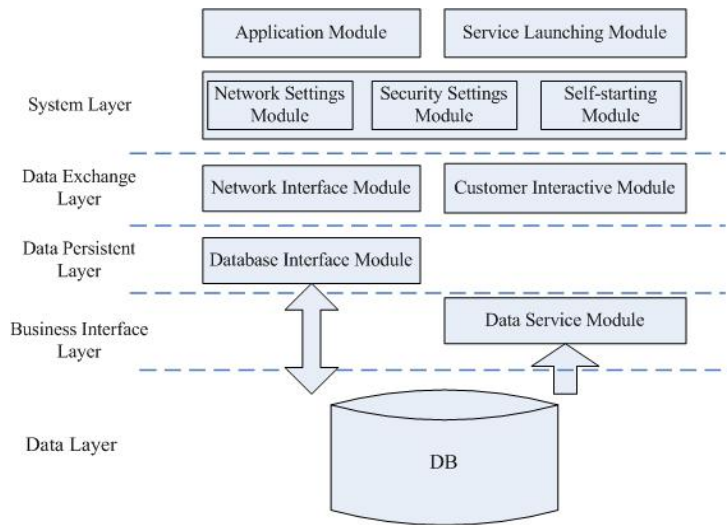 Application Module
Service Launching Module
System Layer
Network Settings
Module
Security Settings
Module
Self-starting
Module
Data Exchange
Layer
Network Interface Module
Customer Interactive Module
Data Persistent
Layer
Database Interface Module
Business Interface
Layer
Data Service Module
Data Layer
DB